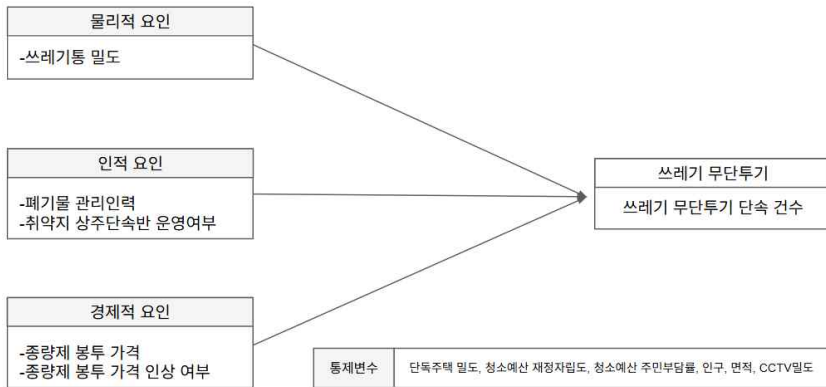 물리적 요인
-쓰레기통 밀도
인적 요인
-폐기물 관리인력
-취약지 상주단속반 운영여부
경제적 요인
-종량제 봉투 가격
-종량제 봉투 가격 인상 여부
쓰레기 무단투기
쓰레기 무단투기 단속 건수
통제변수
단독주택 밀도, 청소예산 재정자립도, 청소예산 주민부담률, 인구, 면적, CCTV밀도